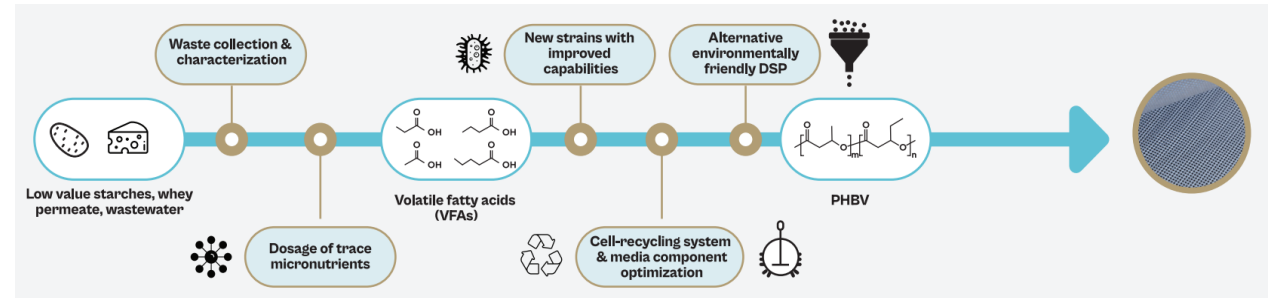 Waste collection &
characterization
New strains with
improved
capabilities
Alternative
environmentally
friendly DSP
O
OH
O
OH
O
OH
O
OH
O
O
m
O
O
n
Low value starches, whey
permeate, wastewater
Volatile fatty acids
(VFAs)
PHBV
Dosage of trace
micronutrients
Cell-recycling system
& media component
optimization